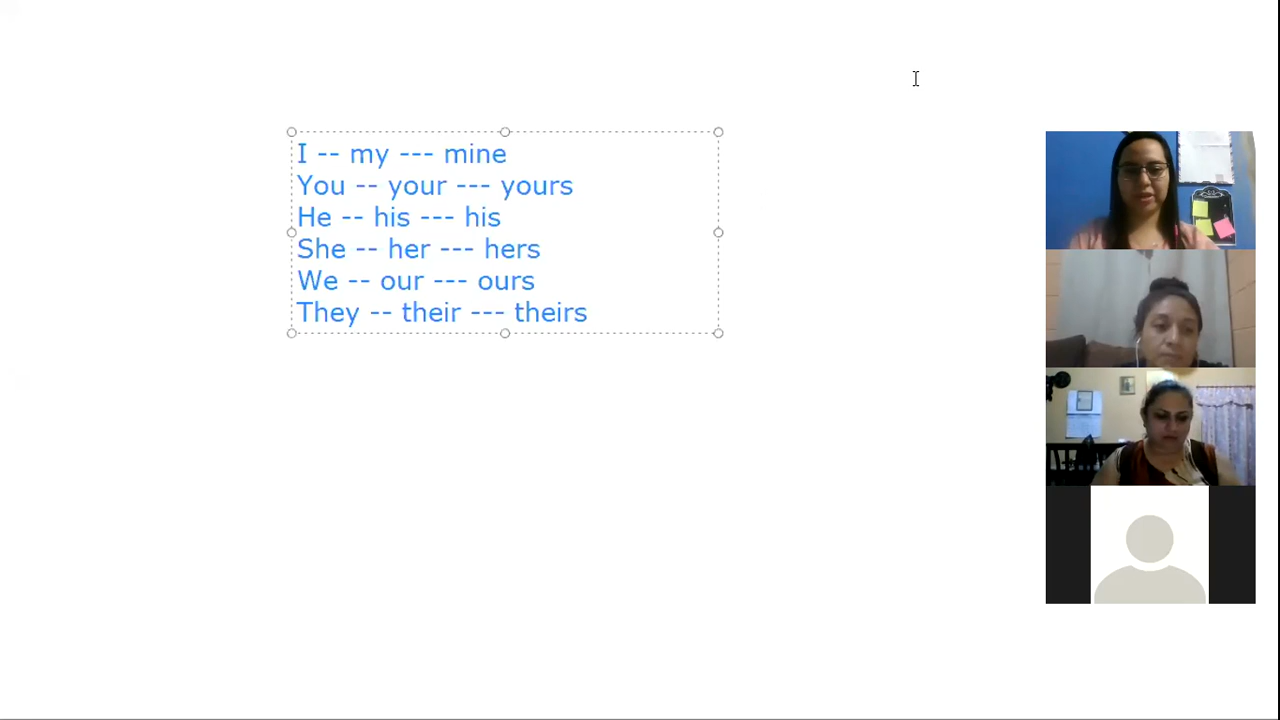 I -- my --- mine
You -- your --- yours
He -- his --- his
She -- her --- hers
We -- our --- ours
They -- their --- theirs